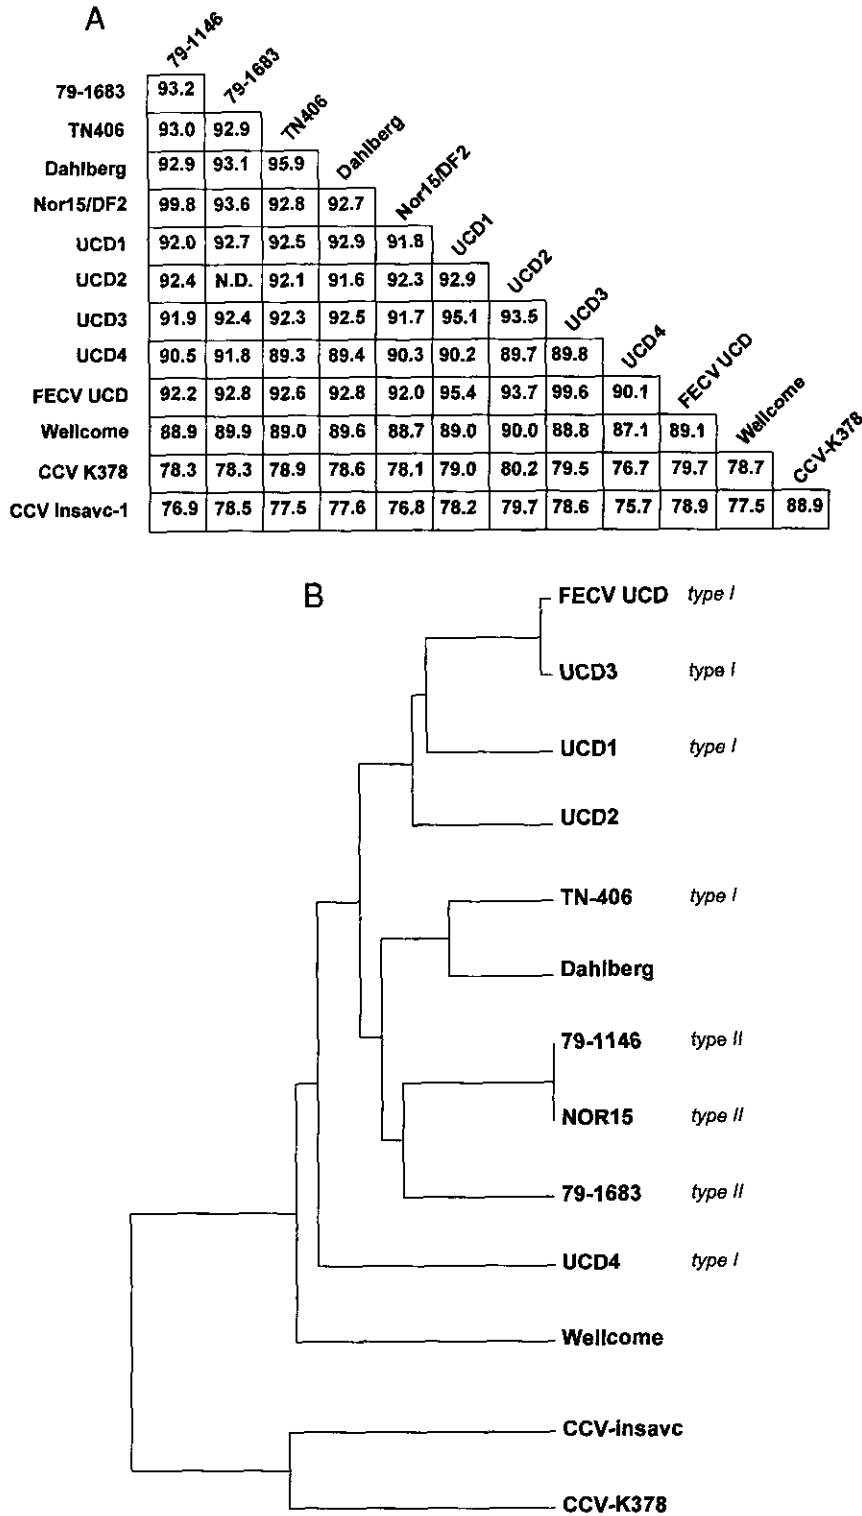 A
79-1146
79-1683 93.2 79-1683
TN406 93.0 92.9 TN406
Dahlberg 92.9 93.1 95.9 Dahlberg
Nor15/DF2 99.8 93.6 92.8 92.7 Nor15/DF2
UCD1 92.0 92.7 92.5 92.9 91.8 UCD1
UCD2 92.4 N.D. 92.1 91.6 92.3 92.9 UCD2
UCD3 91.9 92.4 92.3 92.5 91.7 95.1 93.5 UCD3
UCD4 90.5 91.8 89.3 89.4 90.3 90.2 89.7 89.8 UCD4
FECV UCD 92.2 92.8 92.6 92.8 92.0 95.4 93.7 99.6 90.1 FECV UCD
Wellcome 88.9 89.9 89.0 89.6 88.7 89.0 90.0 88.8 87.1 89.1 Wellcome
CCV K378 78.3 78.3 78.9 78.6 78.1 79.0 80.2 79.5 76.7 79.7 78.7 CCV-K378
CCV Insavc-1 76.9 78.5 77.5 77.6 76.8 78.2 79.7 78.6 75.7 78.9 77.5 88.9
B
FECV UCD type I
UCD3 type I
UCD1 type I
UCD2
TN-406 type I
Dahlberg
79-1146 type II
NOR15 type II
79-1683 type II
UCD4 type I
Wellcome
CCV-insavc
CCV-K378